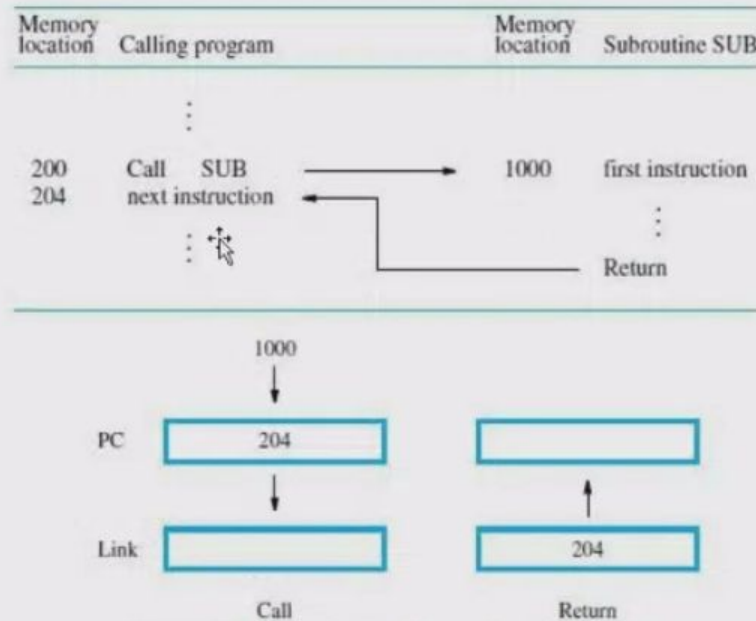 Memory location Calling program Memory location Subroutine SUB
200 Call SUB 1000 first instruction
204 next instruction
Return
1000
PC 204
Link 204
Call Return